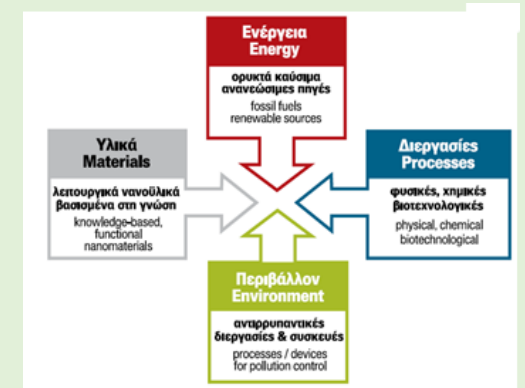 Ενέργεια
Energy
ορυκτά καύσιμα
ανανεώσιμες πηγές
fossil fuels
renewable sources
Υλικά
Materials
λειτουργικά νανοϋλικά
βασισμένα στη γνώση
knowledge-based,
functional
nanomaterials
Διεργασίες
Processes
φυσικές, χημικές
βιοτεχνολογικές
physical, chemical
biotechnological
Περιβάλλον
Environment
αντιρρυπαντικές
διεργασίες & συσκευές
processes / devices
for pollution control